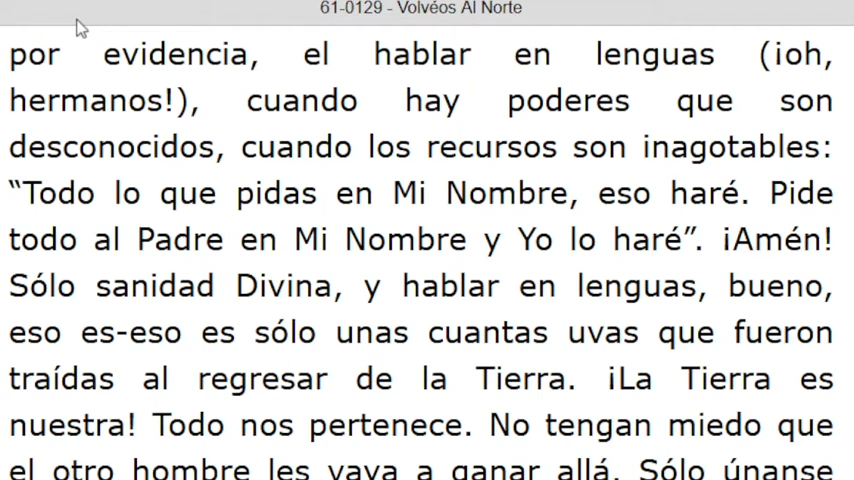 61-0129 - Volvéos Al Norte
por evidencia, el hablar en lenguas (¡oh,
hermanos!), cuando hay poderes que son
desconocidos, cuando los recursos son inagotables:
“Todo lo que pidas en Mi Nombre, eso haré. Pide
todo al Padre en Mi Nombre y Yo lo haré”. ¡Amén!
Sólo sanidad Divina, y hablar en lenguas, bueno,
eso es-eso es sólo unas cuantas uvas que fueron
traídas al regresar de la Tierra. ¡La Tierra es
nuestra! Todo nos pertenece. No tengan miedo que
el otro hombre les vaya a ganar allá. Sólo únanse